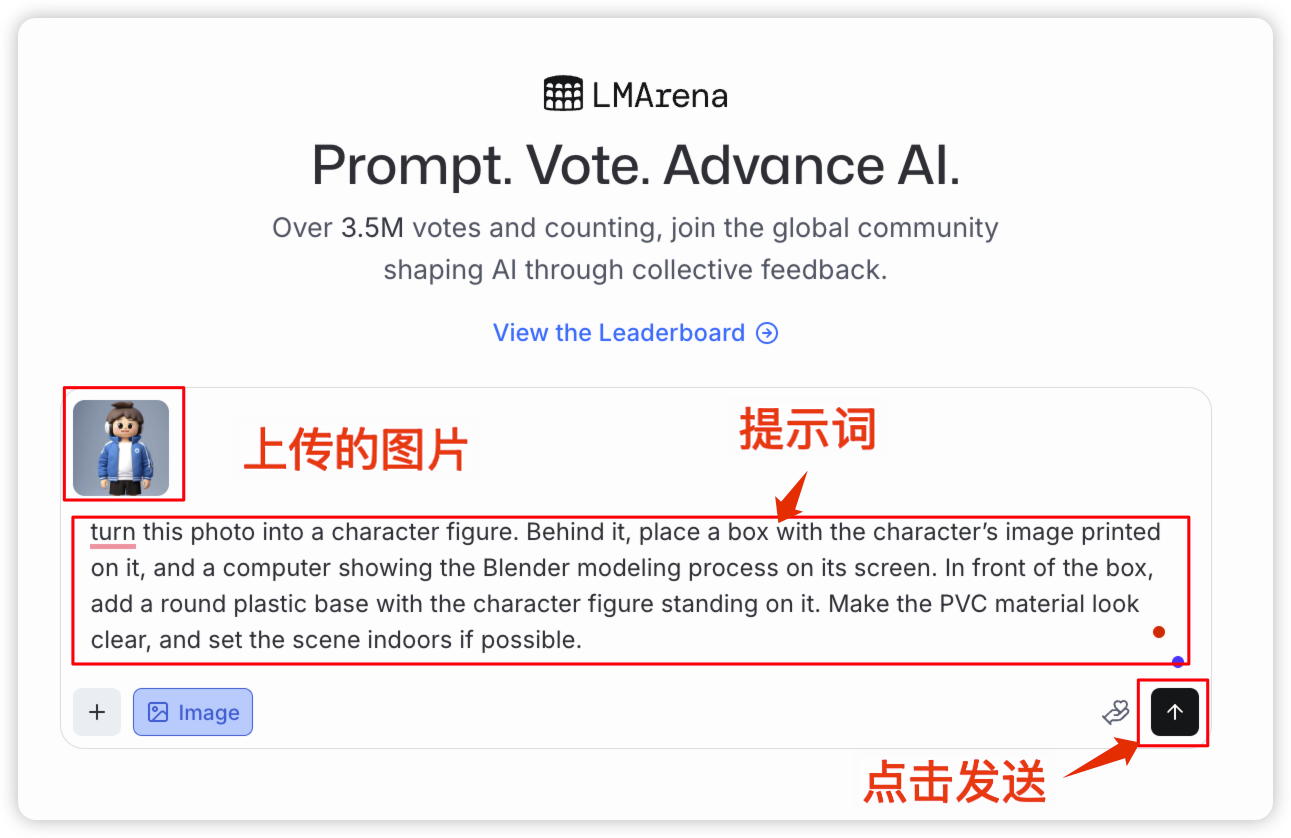 LMArena
Prompt. Vote. Advance AI.
Over 3.5M votes and counting, join the global community
shaping AI through collective feedback.
View the Leaderboard
上传的图片
提示词
turn this photo into a character figure. Behind it, place a box with the character’s image printed
on it, and a computer showing the Blender modeling process on its screen. In front of the box,
add a round plastic base with the character figure standing on it. Make the PVC material look
clear, and set the scene indoors if possible.
Image
点击发送